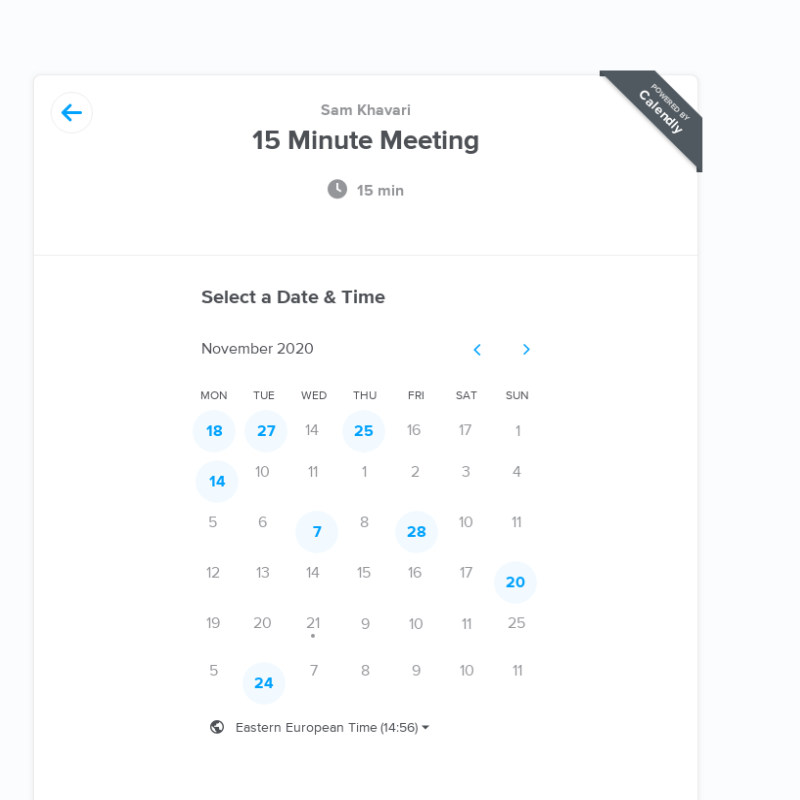 POWERED BY
Calendly
Sam Khavari
15 Minute Meeting
15 min
Select a Date & Time
November 2020
MON TUE WED THU FRI SAT SUN
18 27 14 25 16 17 1
14 10 11 1 2 3 4
5 6 7 8 28 10 11
12 13 14 15 16 17 20
19 20 21 9 10 11 25
5 24 7 8 9 10 11
Eastern European Time (14:56)